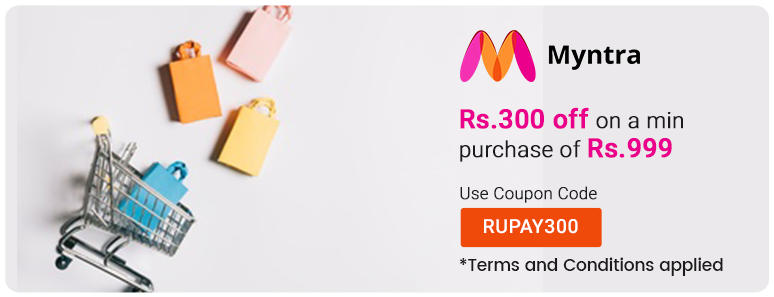 Myntra
Rs.300 off on a min
purchase of Rs.999
Use Coupon Code
RUPAY300
*Terms and Conditions applied